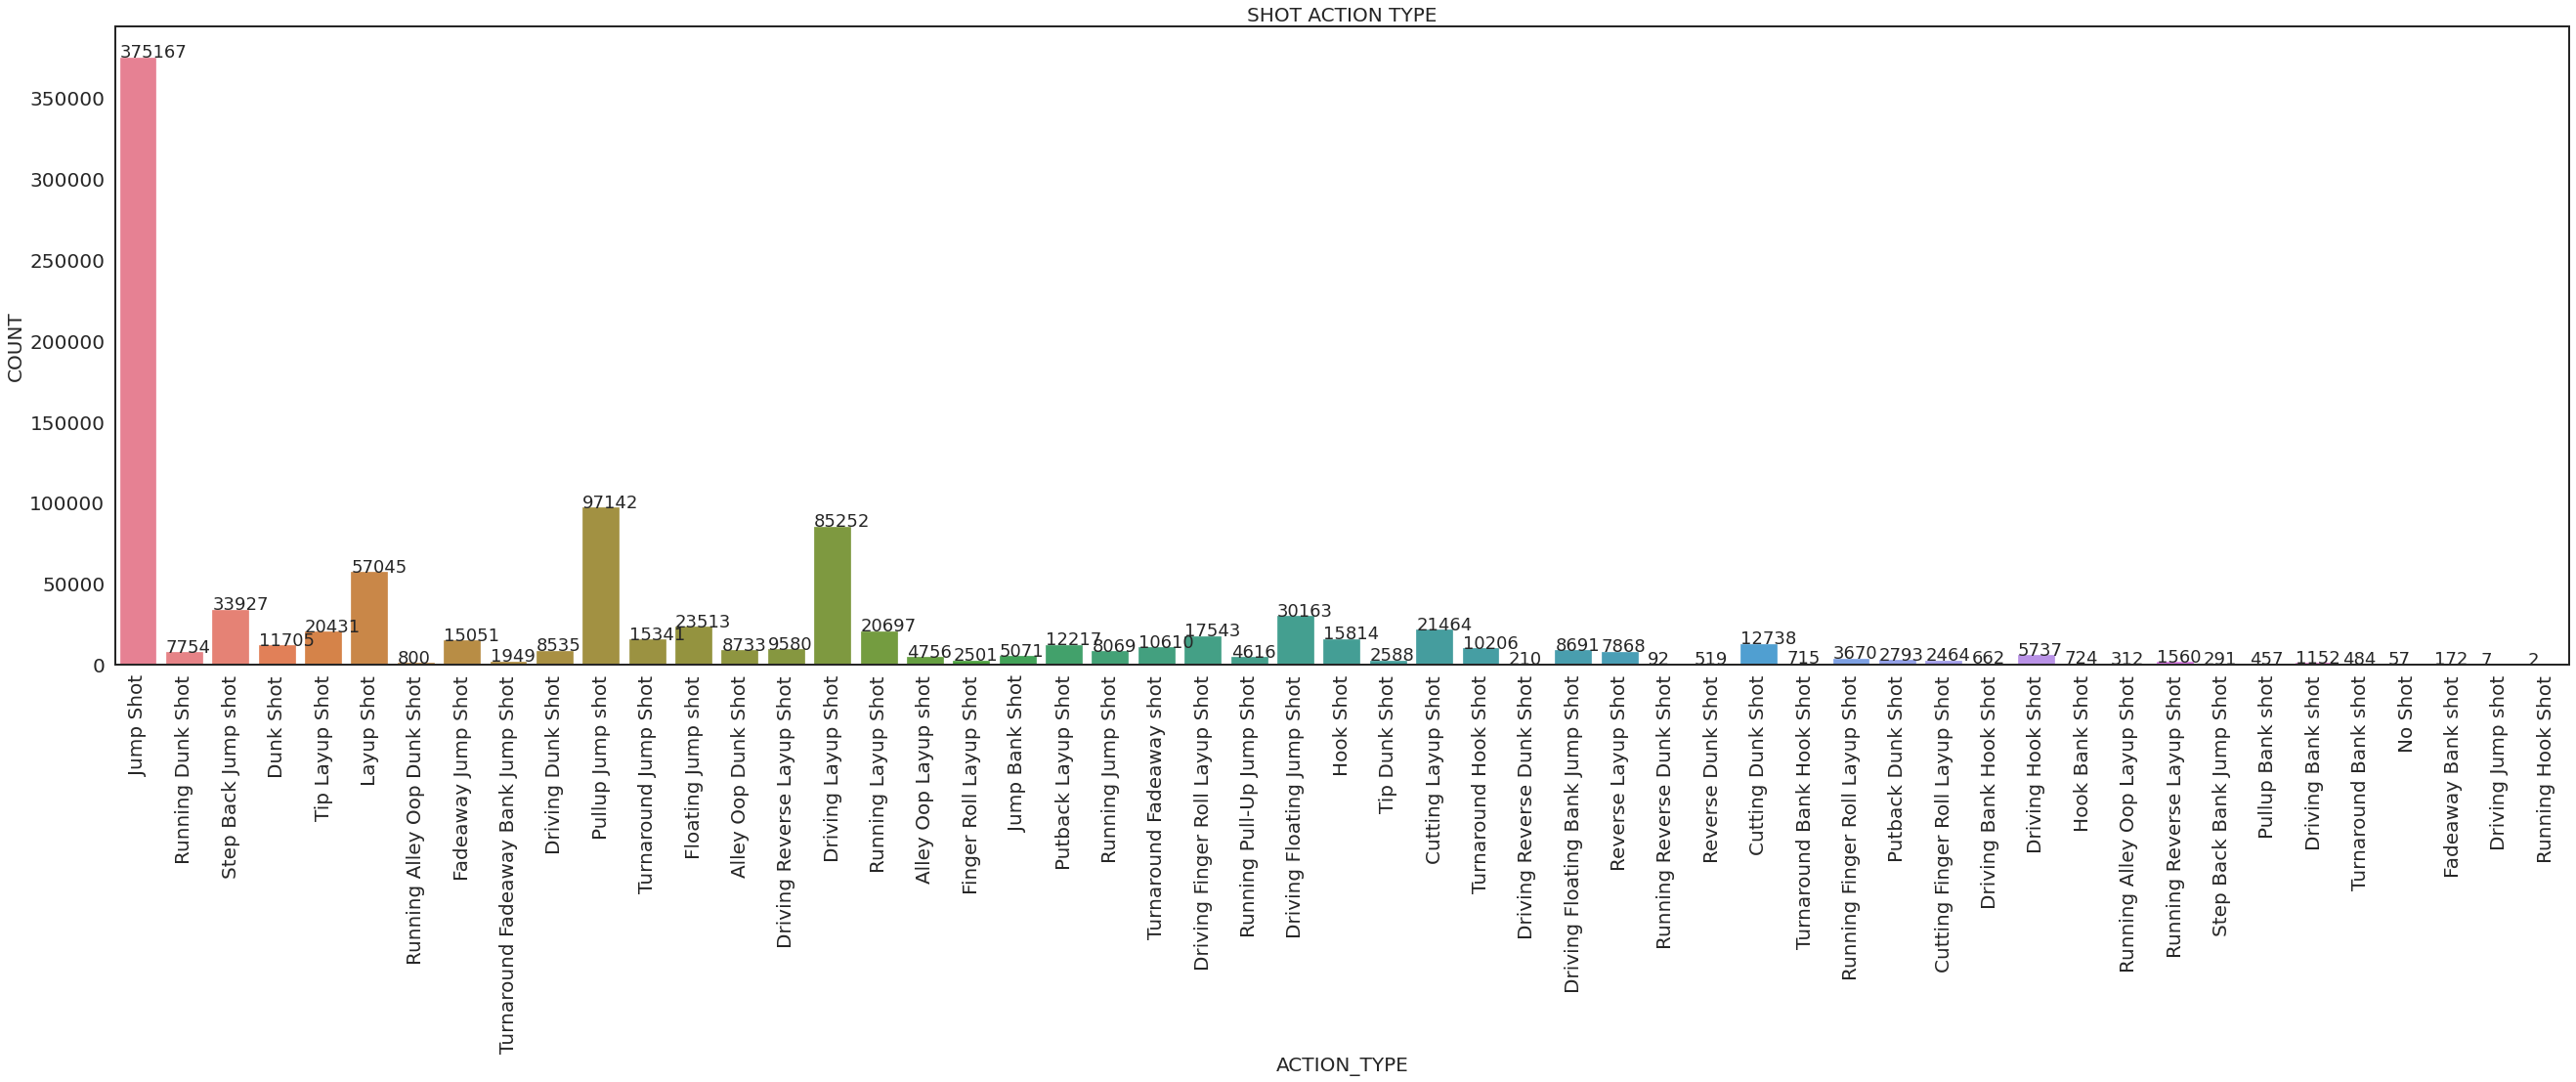 SHOT ACTION TYPE
COUNT
350000
300000
250000
200000
150000
100000
50000
0
375167
7754
33927
11705
20431
57045
800
15051
1949
8535
97142
15341
23513
8733
9580
85252
20697
4756
2501
5071
12217
8069
10610
17543
4616
30163
15814
2588
21464
10206
210
8691
7868
92
519
12738
715
3670
2793
2464
662
5737
724
312
1560
291
457
1152
484
57
172
7
2
Jump Shot
Running Dunk Shot
Step Back Jump shot
Dunk Shot
Tip Layup Shot
Layup Shot
Running Alley Oop Dunk Shot
Fadeaway Jump Shot
Turnaround Fadeaway Bank Jump Shot
Driving Dunk Shot
Pullup Jump shot
Turnaround Jump Shot
Floating Jump shot
Alley Oop Dunk Shot
Driving Reverse Layup Shot
Driving Layup Shot
Running Layup Shot
Alley Oop Layup shot
Finger Roll Layup Shot
Jump Bank Shot
Putback Layup Shot
Running Jump Shot
Turnaround Fadeaway shot
Driving Finger Roll Layup Shot
Running Pull-Up Jump Shot
Driving Floating Jump Shot
Hook Shot
Tip Dunk Shot
Cutting Layup Shot
Turnaround Hook Shot
Driving Reverse Dunk Shot
Driving Floating Bank Jump Shot
Reverse Layup Shot
Running Reverse Dunk Shot
Reverse Dunk Shot
Cutting Dunk Shot
Turnaround Bank Hook Shot
Running Finger Roll Layup Shot
Putback Dunk Shot
Cutting Finger Roll Layup Shot
Driving Bank Hook Shot
Driving Hook Shot
Hook Bank Shot
Running Alley Oop Layup Shot
Running Reverse Layup Shot
Step Back Bank Jump Shot
Pullup Bank shot
Driving Bank shot
Turnaround Bank shot
No Shot
Fadeaway Bank shot
Driving Jump shot
Running Hook Shot
ACTION_TYPE